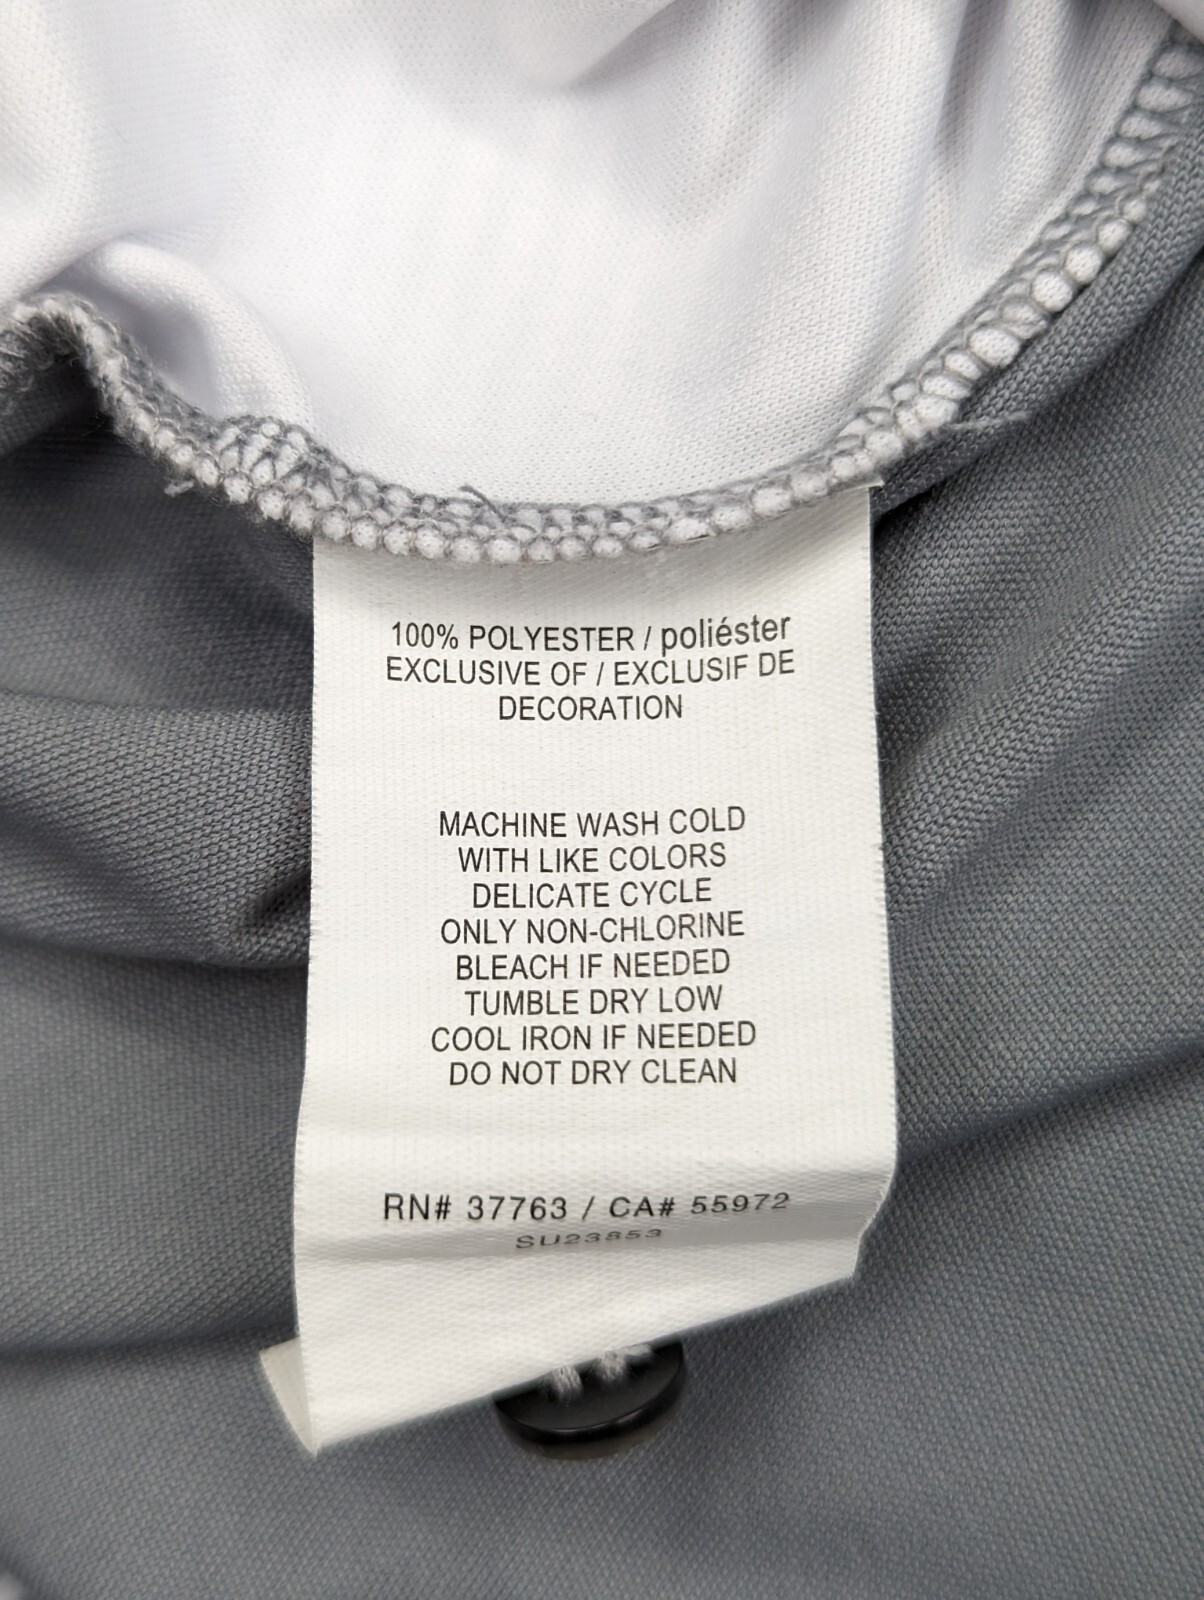 100% POLYESTER / poliéster
EXCLUSIVE OF / EXCLUSIF DE
DECORATION
MACHINE WASH COLD
WITH LIKE COLORS
DELICATE CYCLE
ONLY NON-CHLORINE
BLEACH IF NEEDED
TUMBLE DRY LOW
COOL IRON IF NEEDED
DO NOT DRY CLEAN
RN# 37763 / CA# 55972
SU23853